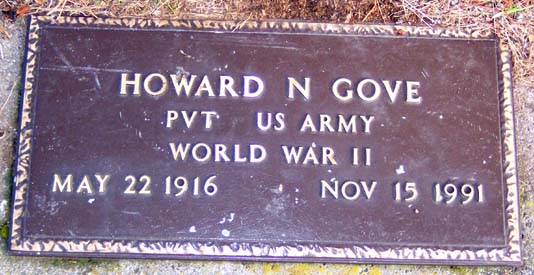 HOWARD N GOVE
PVT US ARMY
WORLD WAR II
MAY 22 1916 NOV 15 1991